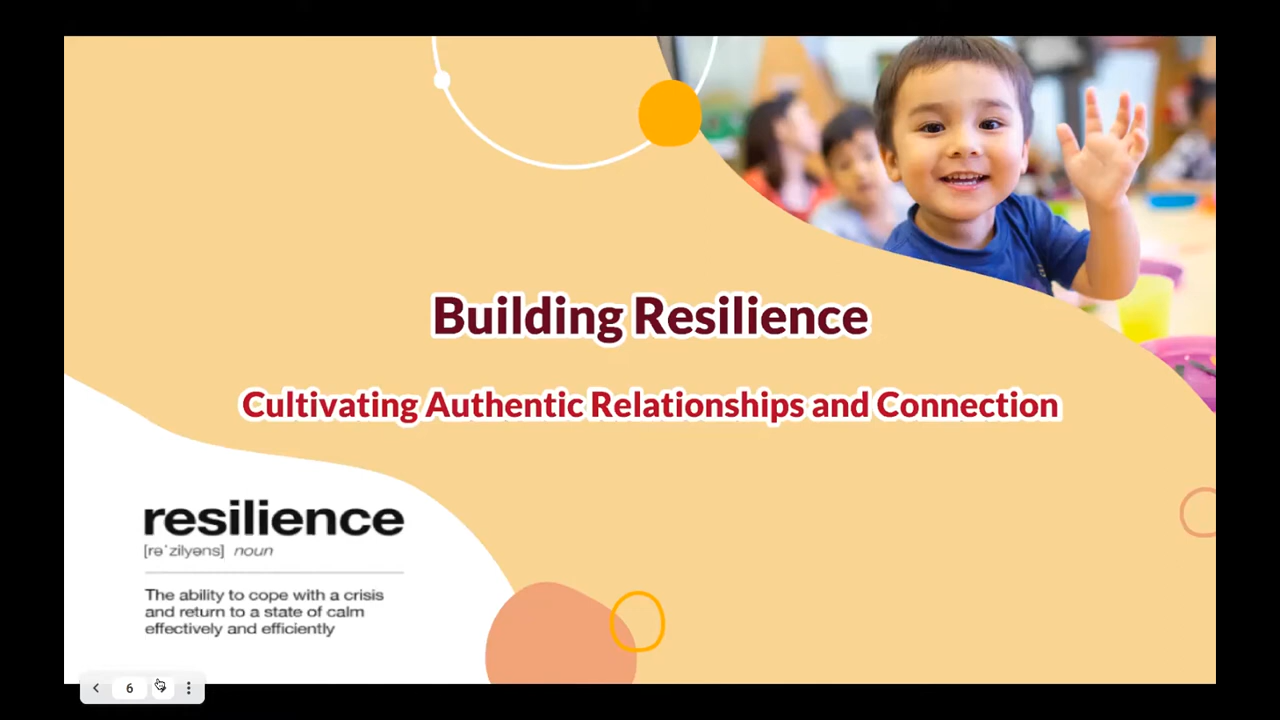 Building Resilience
Cultivating Authentic Relationships and Connection
resilience
[rəˈzilyəns] noun
The ability to cope with a crisis
and return to a state of calm
effectively and efficiently
6